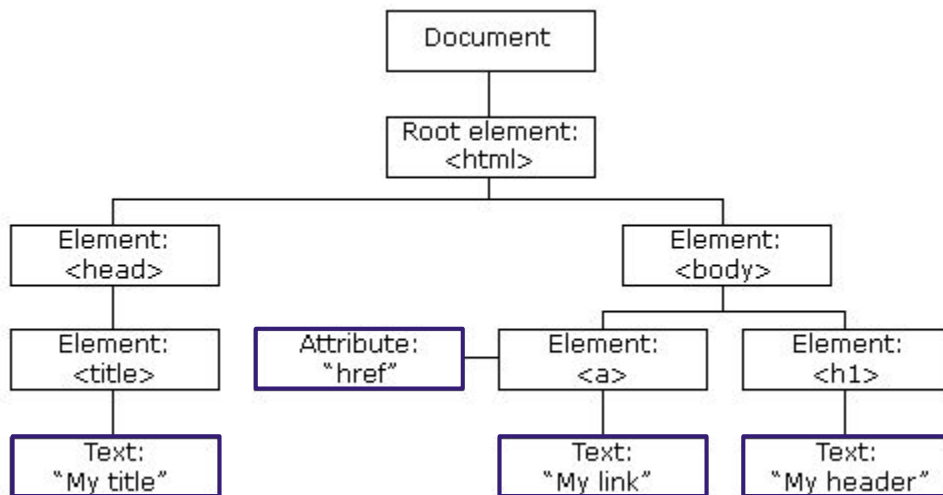 Document
Root element:
<html>
Element:
<head>
Element:
<body>
Element:
<title>
Attribute:
“href”
Element:
<a>
Element:
<h1>
Text:
“My title”
Text:
“My link”
Text:
“My header”